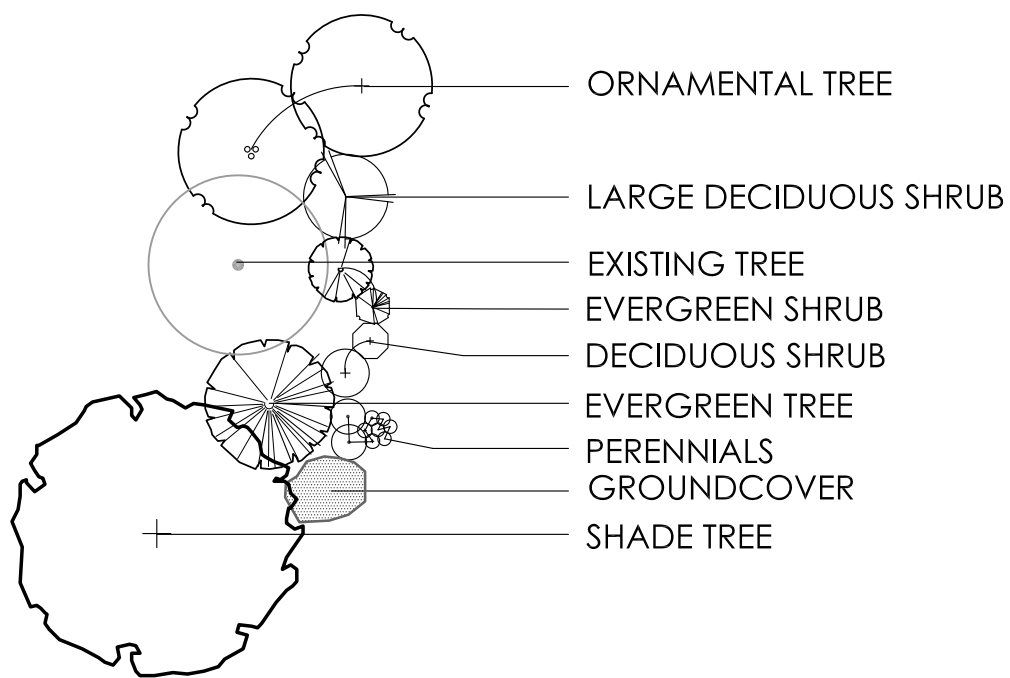 ORNAMENTAL TREE
LARGE DECIDUOUS SHRUB
EXISTING TREE
EVERGREEN SHRUB
DECIDUOUS SHRUB
EVERGREEN TREE
PERENNIALS
GROUNDCOVER
SHADE TREE